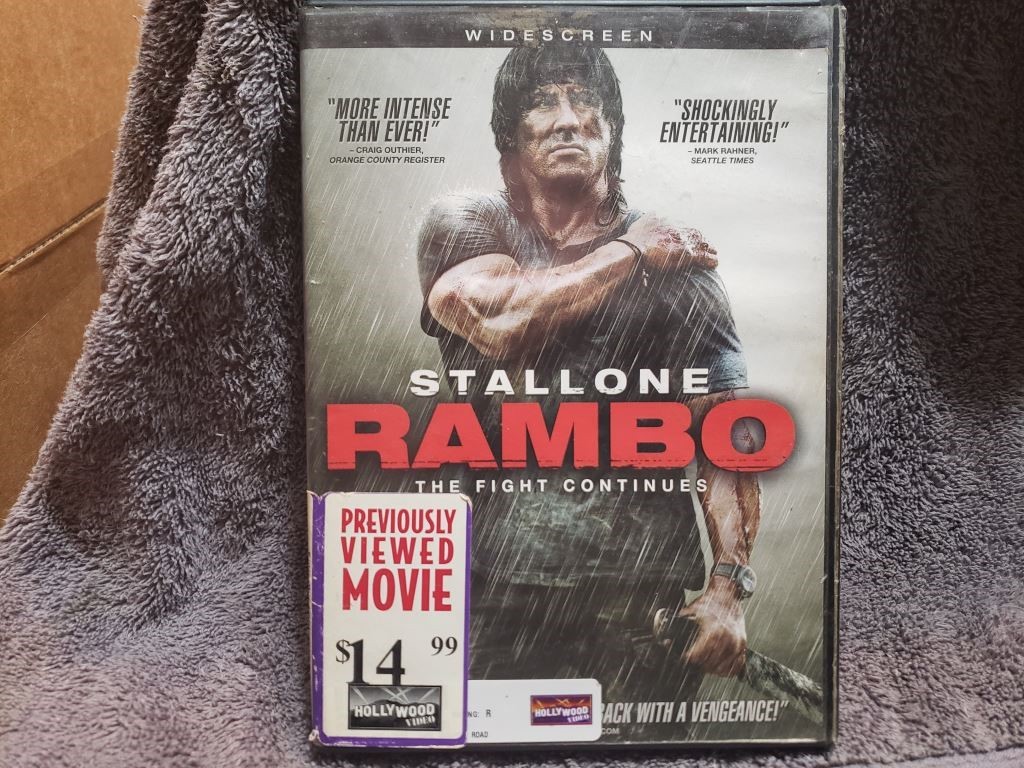 WIDESCREEN
"MORE INTENSE
THAN EVER!"
– CRAIG OUTHIER,
ORANGE COUNTY REGISTER
"SHOCKINGLY
ENTERTAINING!"
– MARK RAHNER,
SEATTLE TIMES
STALLONE
RAMBO
THE FIGHT CONTINUES
PREVIOUSLY
VIEWED
MOVIE
$14 99
HOLLYWOOD
VIDEO
NG: R
ROAD
HOLLYWOOD
VIDEO
BACK WITH A VENGEANCE!"
.COM